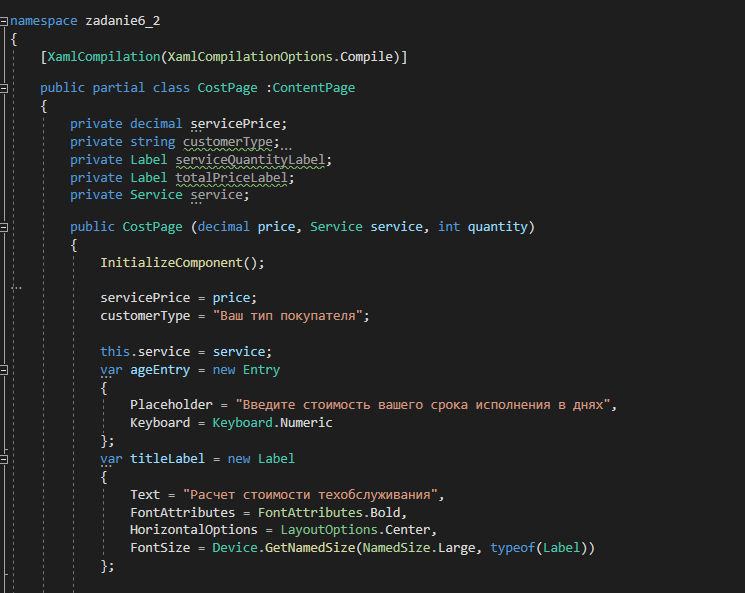 namespace zadanie6_2
{
[XamlCompilation(XamlCompilationOptions.Compile)]
public partial class CostPage :ContentPage
{
private decimal servicePrice;
private string customerType;
private Label serviceQuantityLabel;
private Label totalPriceLabel;
private Service service;
public CostPage (decimal price, Service service, int quantity)
{
InitializeComponent();
servicePrice = price;
customerType = "Ваш тип покупателя";
this.service = service;
var ageEntry = new Entry
{
Placeholder = "Введите стоимость вашего срока исполнения в днях",
Keyboard = Keyboard.Numeric
};
var titleLabel = new Label
{
Text = "Расчет стоимости техобслуживания",
FontAttributes = FontAttributes.Bold,
HorizontalOptions = LayoutOptions.Center,
FontSize = Device.GetNamedSize(NamedSize.Large, typeof(Label))
};